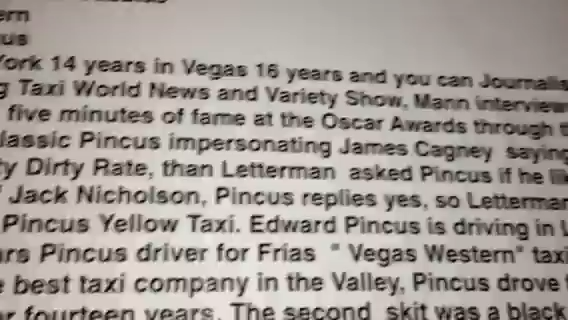 ern
us
York 14 years in Vegas 16 years and you can Journalis
g Taxi World News and Variety Show, Mann interview
five minutes of fame at the Oscar Awards through t
lassic Pincus impersonating James Cagney saying
y Dirty Rate, than Letterman asked Pincus if he li
" Jack Nicholson, Pincus replies yes, so Letterman
Pincus Yellow Taxi. Edward Pincus is driving in L
ars Pincus driver for Frias " Vegas Western" taxi
e best taxi company in the Valley, Pincus drove
or fourteen years. The second skit was a black